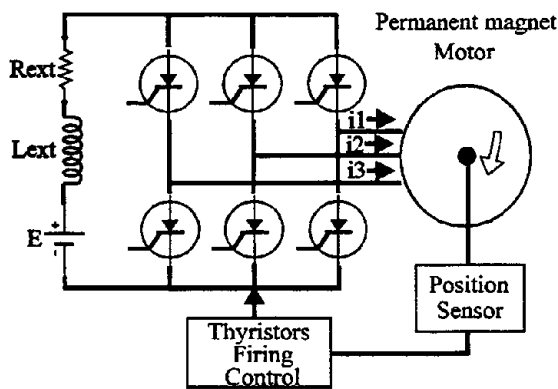 Permanent magnet
Motor
Rext
Lext
E
+
-
i1
i2
i3
Position
Sensor
Thyristors
Firing
Control